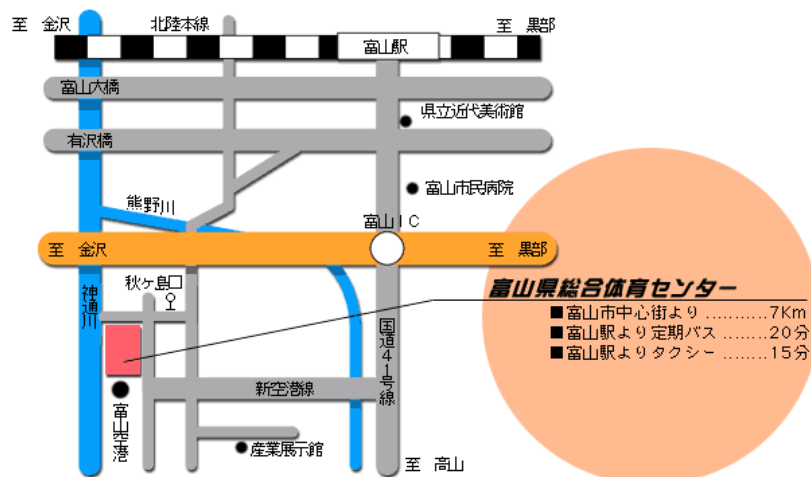 至 金沢
北陸本線
富山駅
至 黒部
富山大橋
県立近代美術館
有沢橋
富山市民病院
熊野川
富山IC
至 金沢
至 黒部
秋ヶ島口
神通川
富山県総合体育センター
■富山市中心街より ..........7Km
■富山駅より定期バス ......20分
■富山駅よりタクシー ........15分
国道41号線
新空港線
富山空港
産業展示館
至 高山